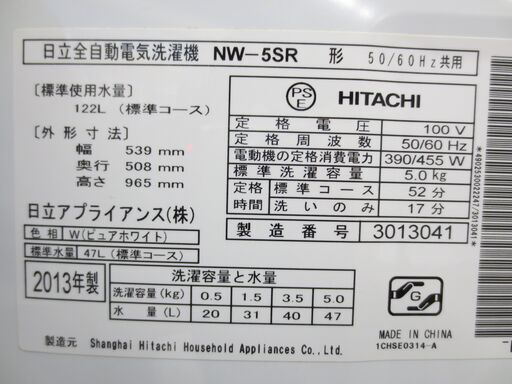 日立全自動電気洗濯機 NW-5SR 形 50/60Hz共用
[標準使用水量]
122L (標準コース)
[外形寸法]
幅 539 mm
奥行 508 mm
高さ 965 mm
日立アプライアンス(株)
色相 W(ピュアホワイト)
標準水量 47L (標準コース)
PS E HITACHI
定格電圧 100 V
定格周波数 50/60 Hz
電動機の定格消費電力 390/455 W
標準洗濯容量 5.0 kg
定格時間 標準コース 52分
洗いのみ 17分
製造番号 3013041
2013年製
洗濯容量と水量
洗濯容量(kg) 0.5 1.5 3.5 5.0
水量(L) 20 31 40 47
G
MADE IN CHINA
1CHSE0314-A
製造元 Shanghai Hitachi Household Appliances Co., Ltd.